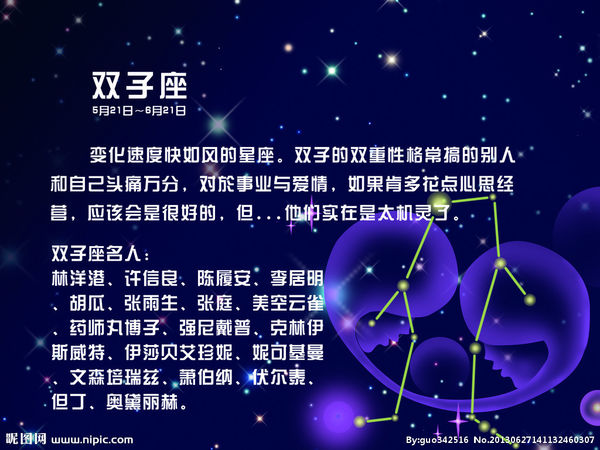 双子座
5月21日~6月21日
变化速度快如风的星座。双子的双重性格常搞的别人
和自己头痛万分，对於事业与爱情，如果肯多花点心思经
营，应该会是很好的，但...他们实在是太机灵了。
双子座名人：
林洋港、许信良、陈履安、李居明
、胡瓜、张雨生、张庭、美空云雀
、药师丸博子、强尼戴普、克林伊
斯威特、伊莎贝艾珍妮、妮可基曼
、文森培瑞兹、萧伯纳、伏尔泰、
但丁、奥黛丽赫。
昵图网 www.nipic.com
By:guo342516 No.20130627141132460307